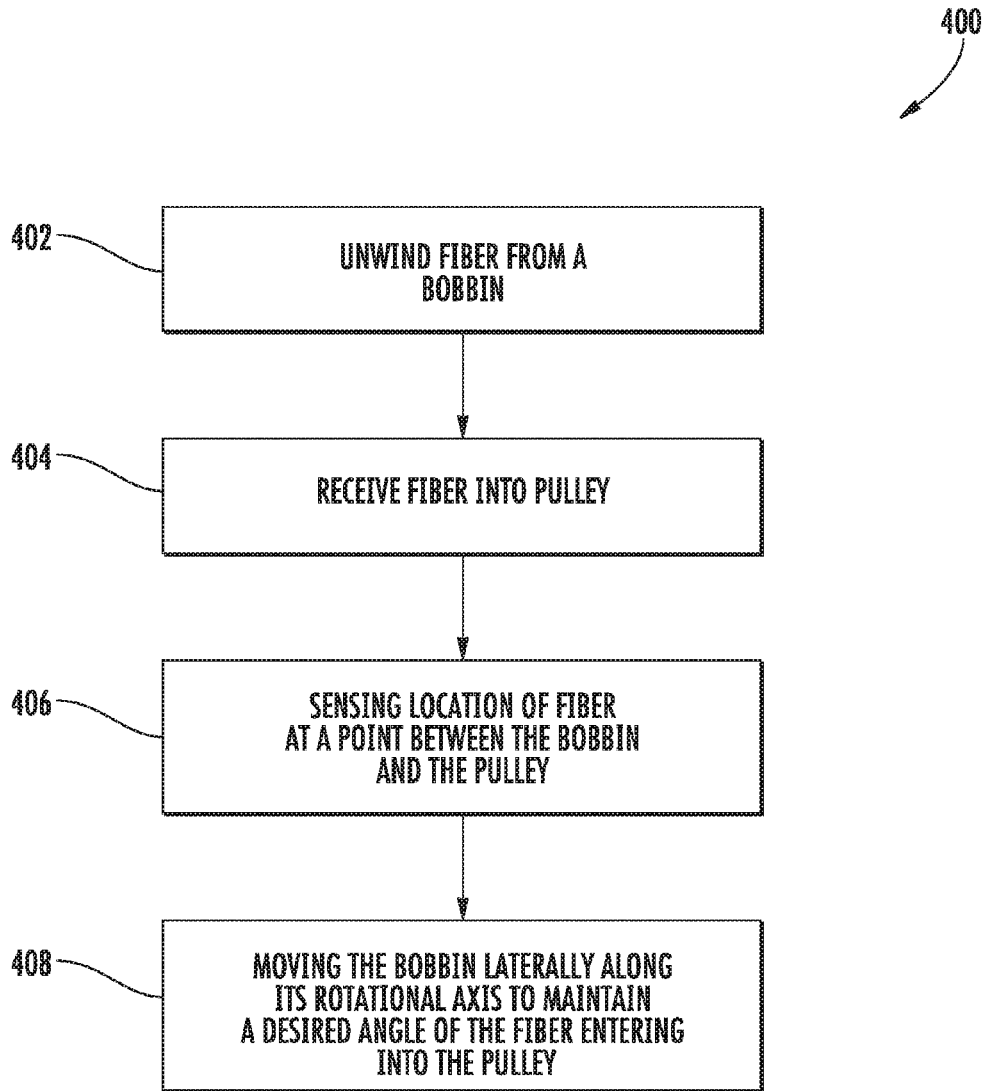 400
402
UNWIND FIBER FROM A
BOBBIN
404
RECEIVE FIBER INTO PULLEY
406
SENSING LOCATION OF FIBER
AT A POINT BETWEEN THE BOBBIN
AND THE PULLEY
408
MOVING THE BOBBIN LATERALLY ALONG
ITS ROTATIONAL AXIS TO MAINTAIN
A DESIRED ANGLE OF THE FIBER ENTERING
INTO THE PULLEY